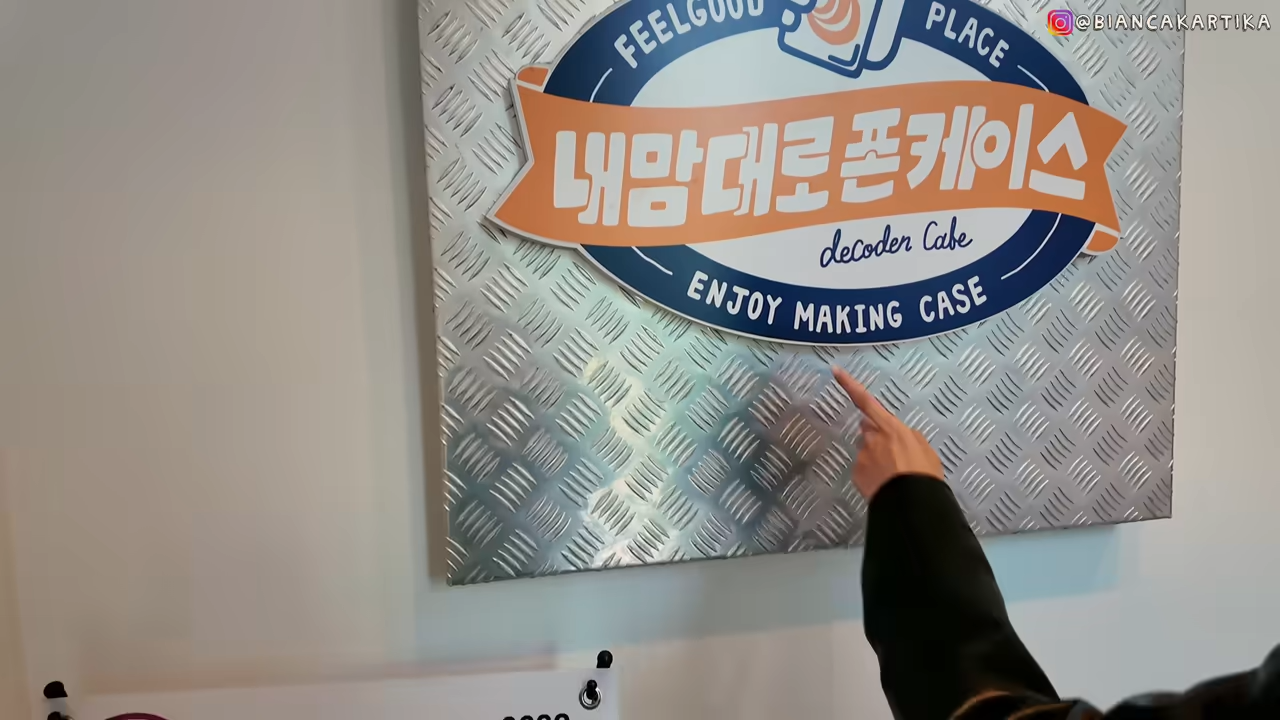 @BIANCAKARTIKA
FEELGOOD PLACE
내맘대로폰케이스
decoden Cafe
ENJOY MAKING CASE